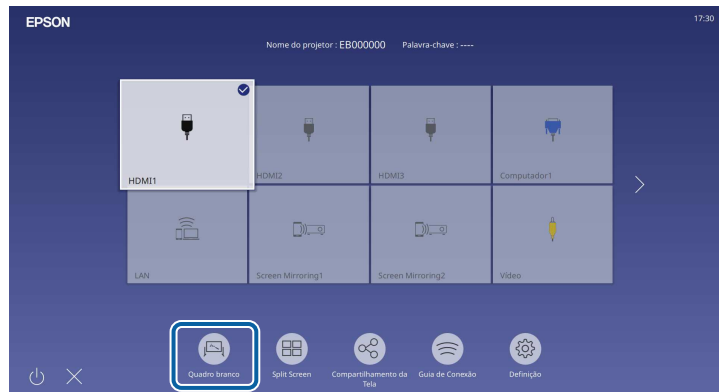 EPSON
17:30
Nome do projetor : EB000000 Palavra-chave : ----
HDMI1
HDMI2
HDMI3
Computador1
LAN
Screen Mirroring1
Screen Mirroring2
Vídeo
Quadro branco
Split Screen
Compartilhamento da
Tela
Guia de Conexão
Definição